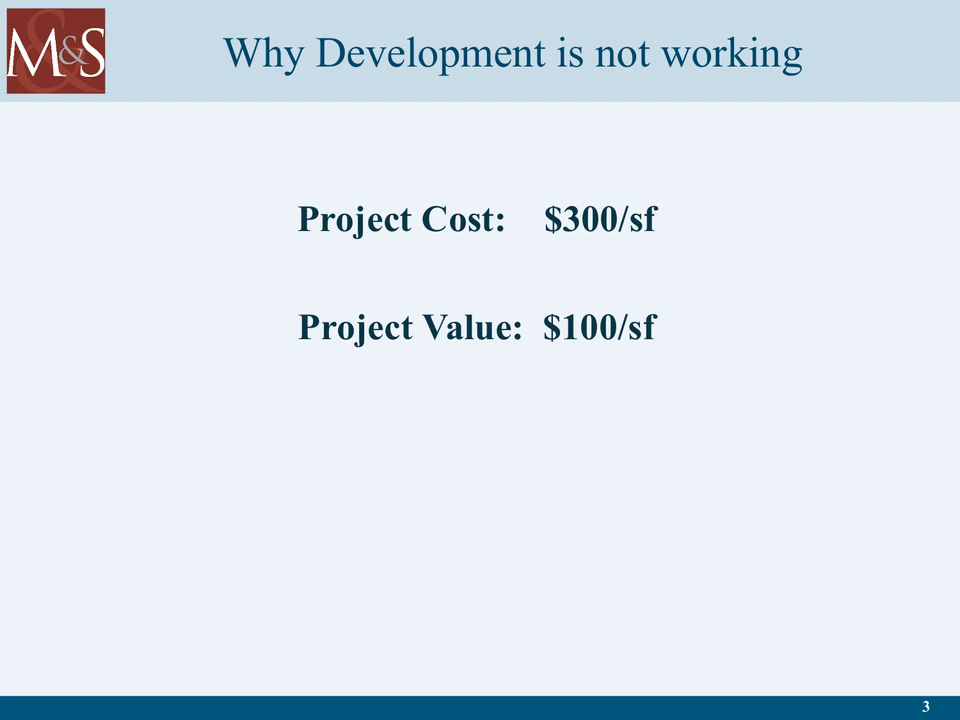 M&S
Why Development is not working
Project Cost: $300/sf
Project Value: $100/sf
3